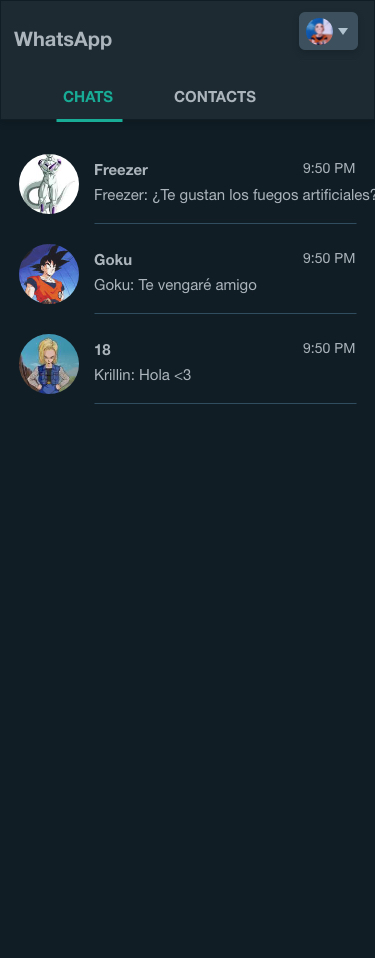 WhatsApp
CHATS CONTACTS
Freezer 9:50 PM
Freezer: ¿Te gustan los fuegos artificiales?
Goku 9:50 PM
Goku: Te vengaré amigo
18 9:50 PM
Krillin: Hola <3